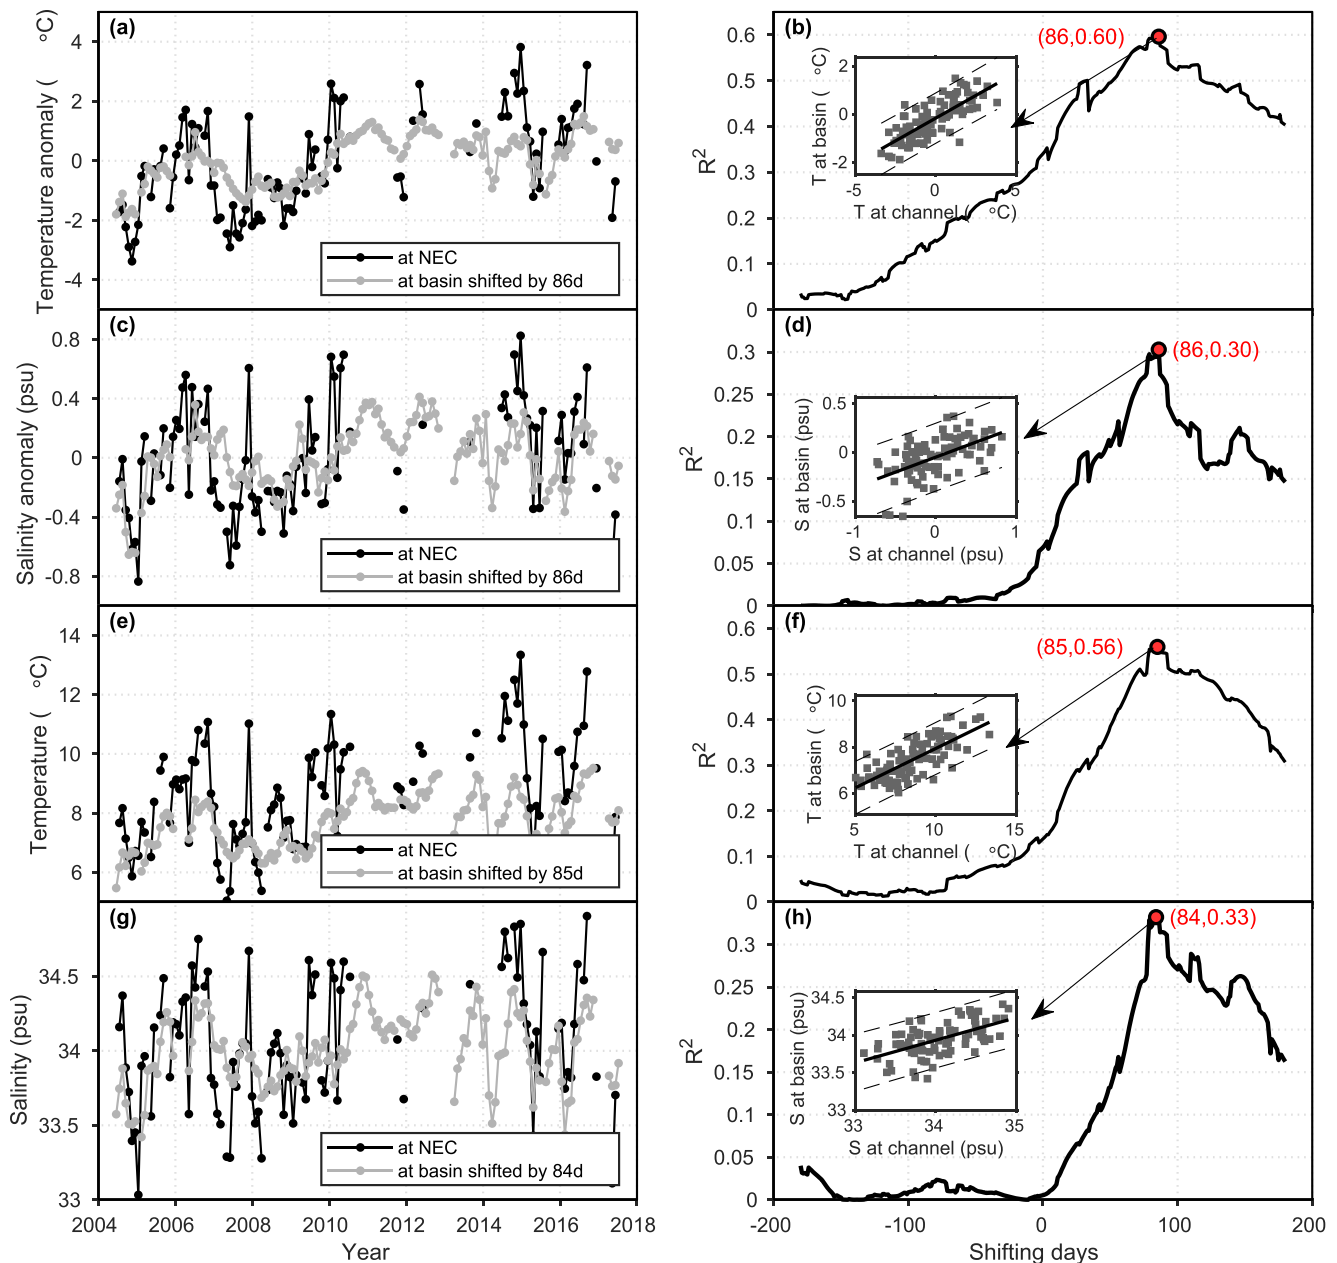 (a)
Temperature anomaly ( °C)
4
2
0
-2
-4
at NEC
at basin shifted by 86d
(b)
R2
0.6
0.5
0.4
0.3
0.2
0.1
0
(86,0.60)
T at basin ( °C)
2
0
-2
-5 0 5
T at channel ( °C)
(c)
Salinity anomaly (psu)
0.8
0.4
0
-0.4
-0.8
at NEC
at basin shifted by 86d
(d)
R2
0.3
0.25
0.2
0.15
0.1
0.05
0
(86,0.30)
S at basin (psu)
0.5
0
-0.5
-1 0 1
S at channel (psu)
(e)
Temperature ( °C)
14
12
10
8
6
at NEC
at basin shifted by 85d
(f)
R2
0.6
0.5
0.4
0.3
0.2
0.1
0
(85,0.56)
T at basin ( °C)
10
8
6
5 10 15
T at channel ( °C)
(g)
Salinity (psu)
34.5
34
33.5
33
at NEC
at basin shifted by 84d
2004 2006 2008 2010 2012 2014 2016 2018
Year
(h)
R2
0.3
0.25
0.2
0.15
0.1
0.05
0
(84,0.33)
S at basin (psu)
34.5
34
33.5
33
33 34 35
S at channel (psu)
-200 -100 0 100 200
Shifting days